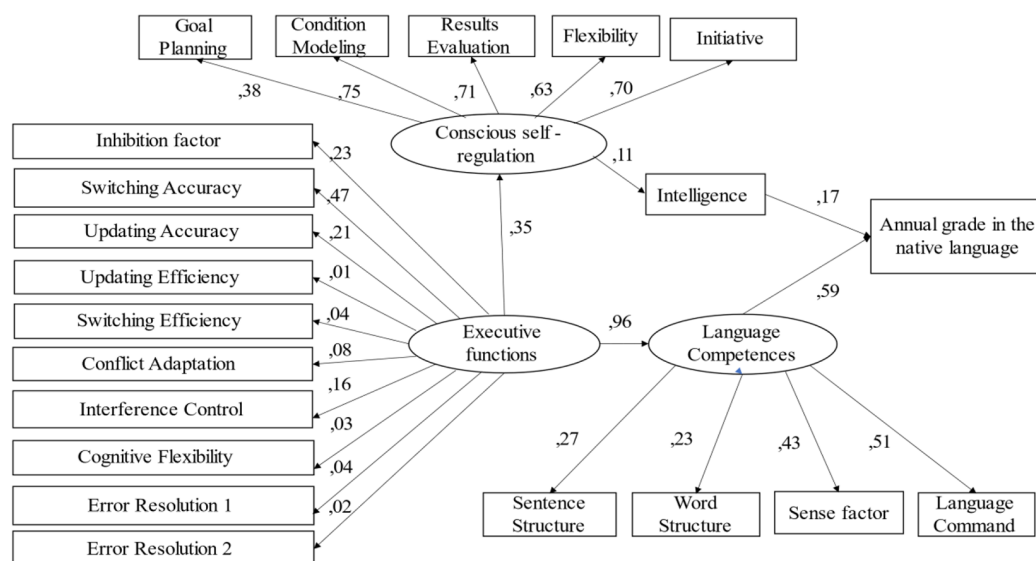 Goal
Planning
Condition
Modeling
Results
Evaluation
Flexibility
Initiative
,38
,75
,71
,63
,70
Conscious self -
regulation
Inhibition factor
Switching Accuracy
Updating Accuracy
Updating Efficiency
Switching Efficiency
Conflict Adaptation
Interference Control
Cognitive Flexibility
Error Resolution 1
Error Resolution 2
,23
,47
,21
,01
,04
,08
,16
,03
,04
,02
,35
,11
Intelligence
,17
Annual grade in the
native language
,59
Executive
functions
,96
Language
Competences
,27
,23
,43
,51
Sentence
Structure
Word
Structure
Sense factor
Language
Command